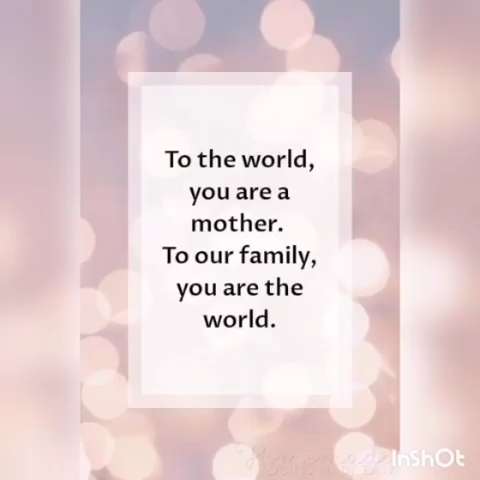 To the world,
you are a
mother.
To our family,
you are the
world.
InShOt